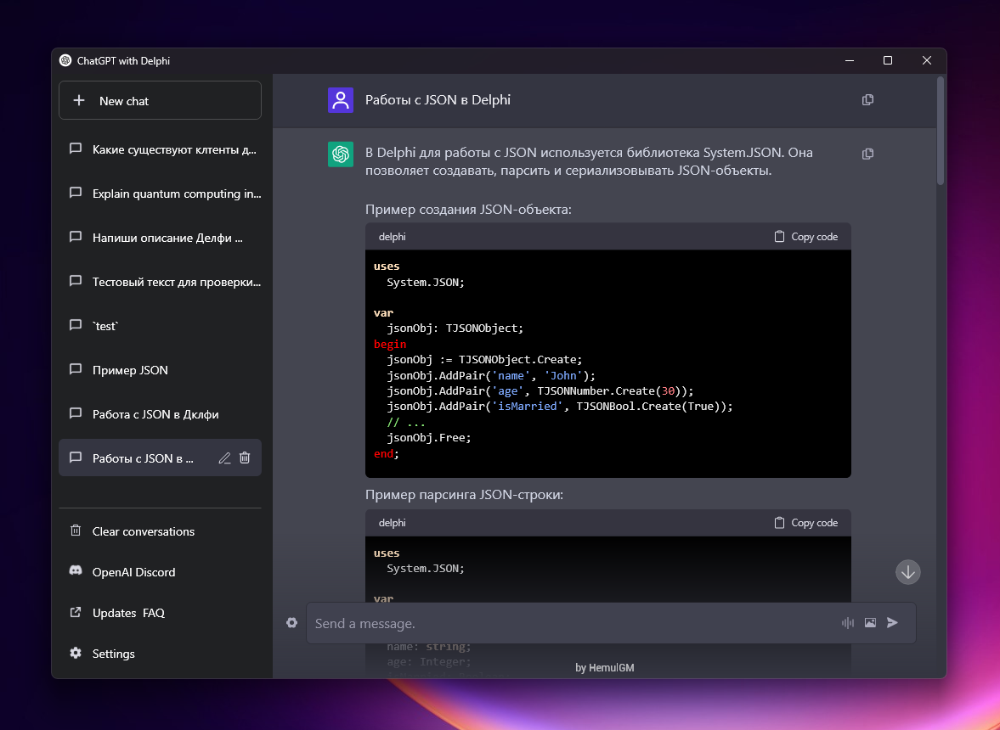 ChatGPT with Delphi
New chat
Какие существуют клтенты д...
Explain quantum computing in...
Напиши описание Делфи ...
Тестовый текст для проверки...
`test`
Пример JSON
Работа с JSON в Дклфи
Работы с JSON в ...
Clear conversations
OpenAI Discord
Updates FAQ
Settings
Работы с JSON в Delphi
В Delphi для работы с JSON используется библиотека System.JSON. Она
позволяет создавать, парсить и сериализовывать JSON-объекты.
Пример создания JSON-объекта:
delphi Copy code
uses
System.JSON;
var
jsonObj: TJSONObject;
begin
jsonObj := TJSONObject.Create;
jsonObj.AddPair('name', 'John');
jsonObj.AddPair('age', TJSONNumber.Create(30));
jsonObj.AddPair('isMarried', TJSONBool.Create(True));
// ...
jsonObj.Free;
end;
Пример парсинга JSON-строки:
delphi Copy code
uses
System.JSON;
var
Send a message.
name: string;
age: Integer;
by HemulGM